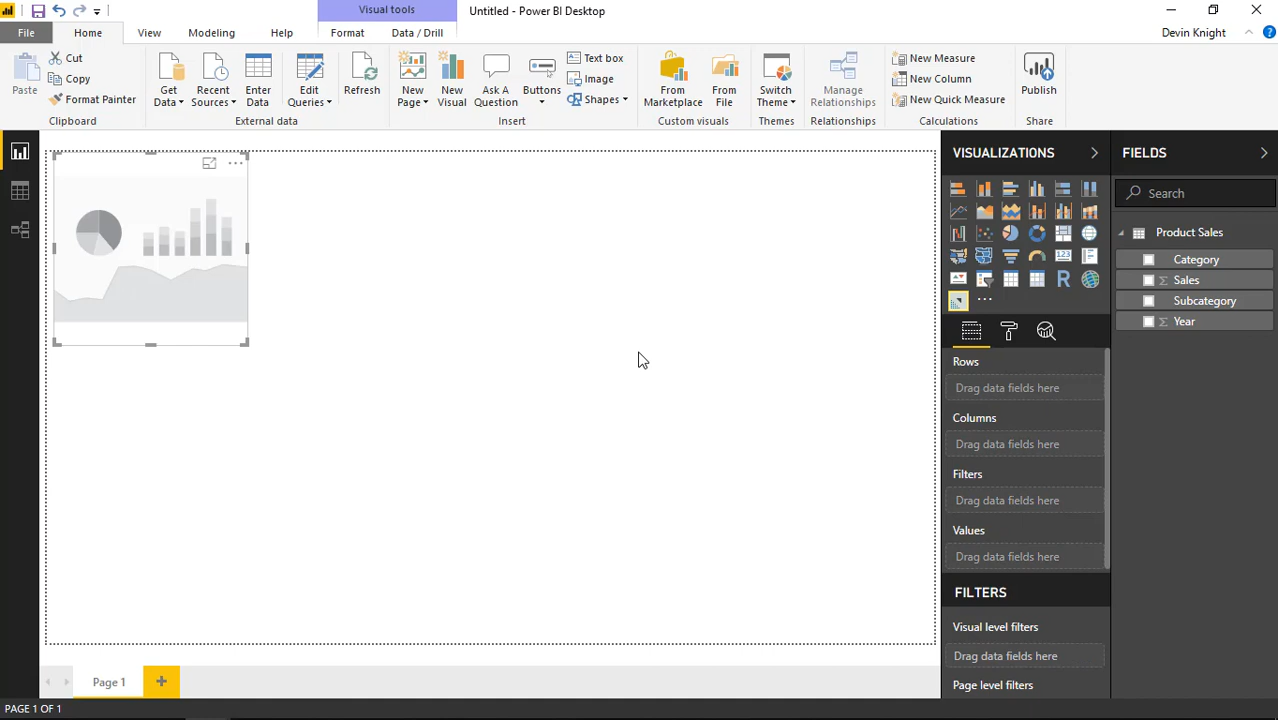 Visual tools
Untitled - Power BI Desktop
File
Home
View
Modeling
Help
Format
Data / Drill
Devin Knight
Paste
Cut
Copy
Format Painter
Clipboard
Get Data
Recent Sources
Enter Data
Edit Queries
External data
Refresh
New Page
New Visual
Ask A Question
Buttons
Text box
Image
Shapes
Insert
From Marketplace
From File
Custom visuals
Switch Theme
Themes
Manage Relationships
Relationships
New Measure
New Column
New Quick Measure
Calculations
Publish
Share
VISUALIZATIONS
R
123
Rows
Drag data fields here
Columns
Drag data fields here
Filters
Drag data fields here
Values
Drag data fields here
FILTERS
Visual level filters
Drag data fields here
Page level filters
FIELDS
Search
Product Sales
Category
Σ Sales
Subcategory
Σ Year
Page 1
PAGE 1 OF 1